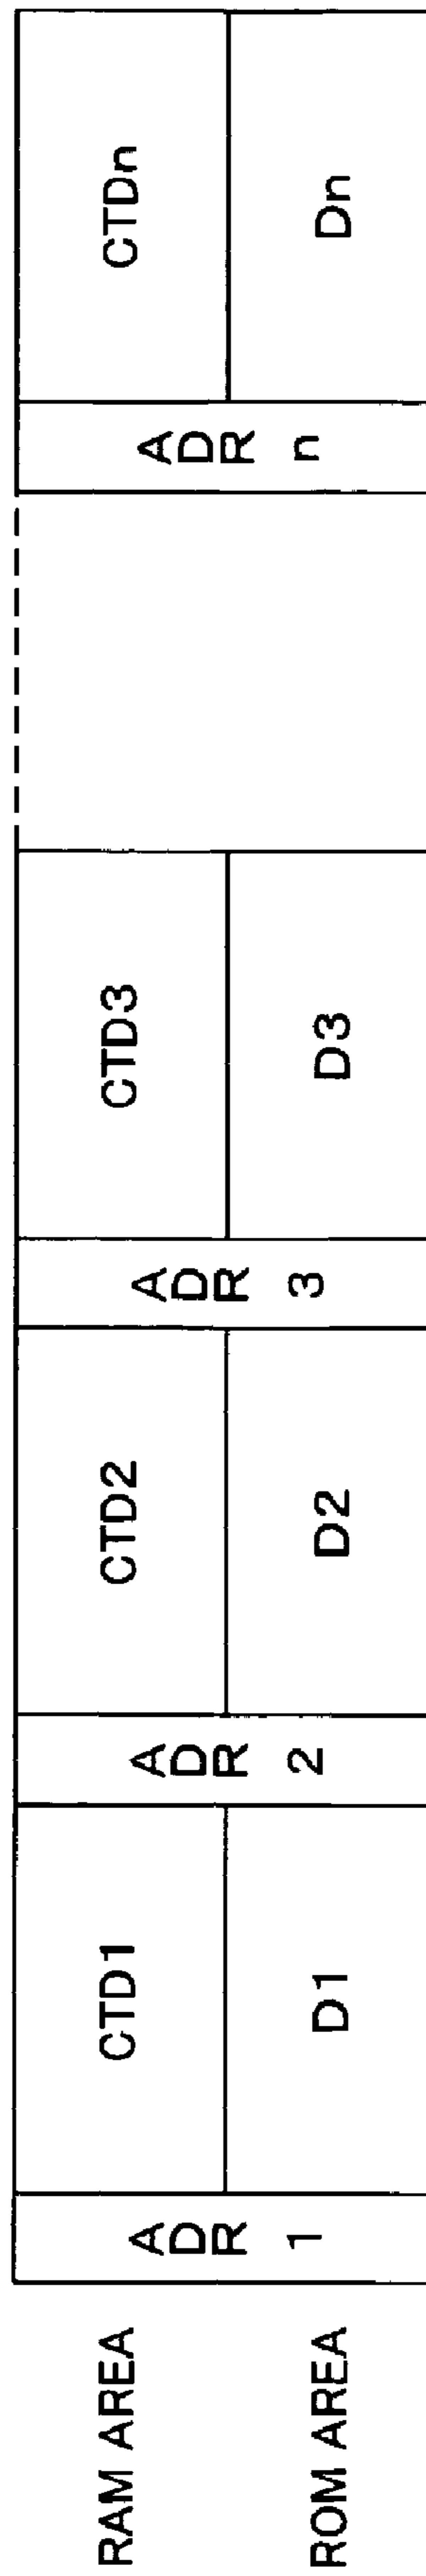 RAM AREA
ADR 1
CTD1
ADR 2
CTD2
ADR 3
CTD3
ADR n
CTDn
ROM AREA
D1
D2
D3
Dn